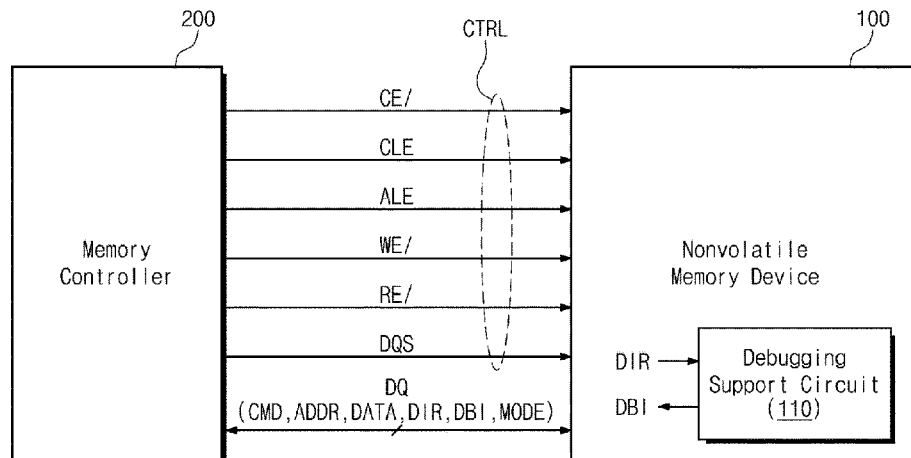 200
CTRL
100
CE/
CLE
ALE
WE/
RE/
DQS
DQ
(CMD,ADDR,DATA,DIR,DBI,MODE)
Memory
Controller
Nonvolatile
Memory Device
DIR
DBI
Debugging
Support Circuit
(110)